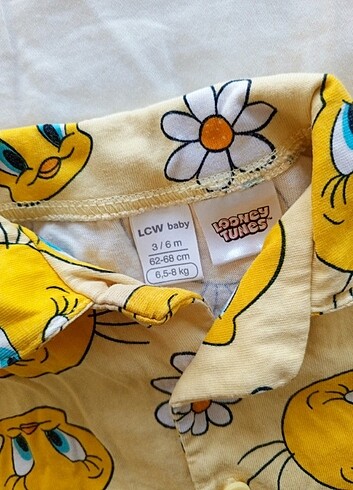 LCW baby
3 / 6 m
62-68 cm
6,5-8 kg
LOONEY
TUNES